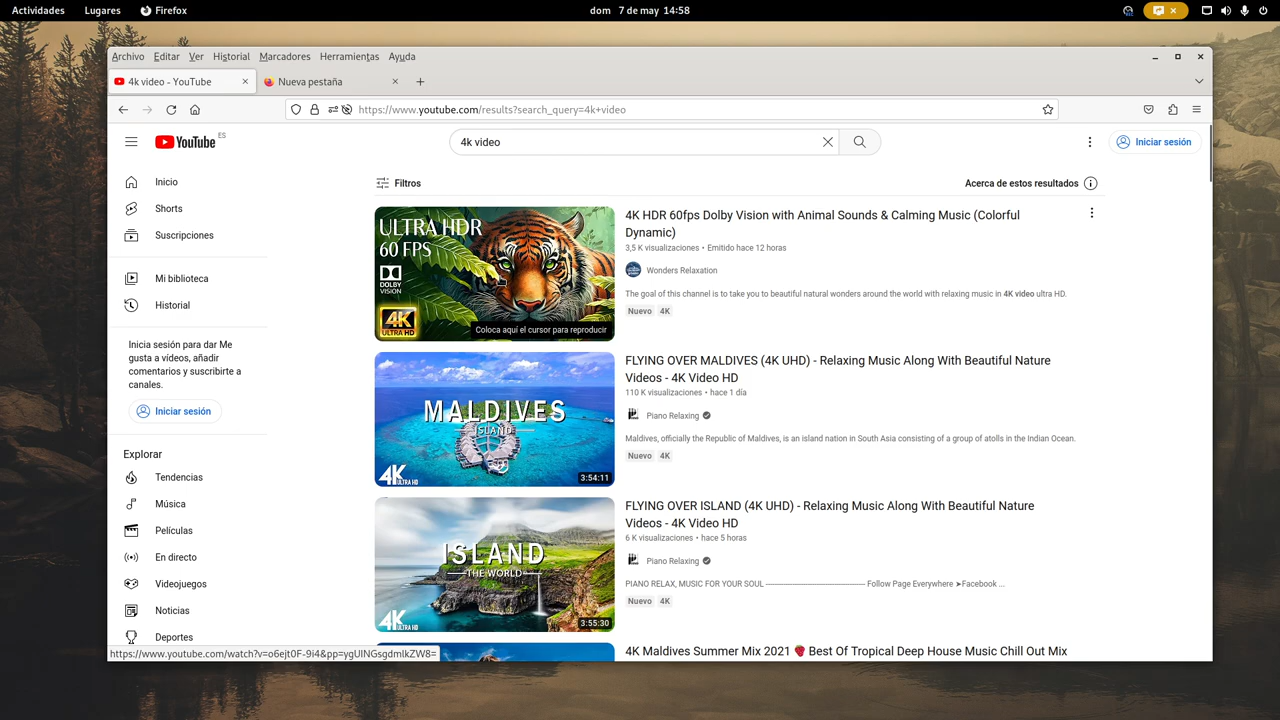 Actividades Lugares Firefox dom 7 de may 14:58
Archivo Editar Ver Historial Marcadores Herramientas Ayuda
4k video - YouTube Nueva pestaña
https://www.youtube.com/results?search_query=4k+video
YouTube ES 4k video Iniciar sesión
Inicio
Shorts
Suscripciones
Mi biblioteca
Historial
Inicia sesión para dar Me
gusta a vídeos, añadir
comentarios y suscribirte a
canales.
Iniciar sesión
Explorar
Tendencias
Música
Películas
En directo
Videojuegos
Noticias
Deportes
Filtros Acerca de estos resultados
ULTRA HDR
60 FPS
DOLBY
VISION
4K
ULTRA HD
Coloca aquí el cursor para reproducir
4K HDR 60fps Dolby Vision with Animal Sounds & Calming Music (Colorful
Dynamic)
3,5 K visualizaciones • Emitido hace 12 horas
Wonders Relaxation
The goal of this channel is to take you to beautiful natural wonders around the world with relaxing music in 4K video ultra HD.
Nuevo 4K
MALDIVES
ISLAND
4K ULTRA HD
3:54:11
FLYING OVER MALDIVES (4K UHD) - Relaxing Music Along With Beautiful Nature
Videos - 4K Video HD
110 K visualizaciones • hace 1 día
Piano Relaxing
Maldives, officially the Republic of Maldives, is an island nation in South Asia consisting of a group of atolls in the Indian Ocean.
Nuevo 4K
ISLAND
THE WORLD
4K ULTRA HD
3:55:30
FLYING OVER ISLAND (4K UHD) - Relaxing Music Along With Beautiful Nature
Videos - 4K Video HD
6 K visualizaciones • hace 5 horas
Piano Relaxing
PIANO RELAX, MUSIC FOR YOUR SOUL ------------------------------------------- Follow Page Everywhere ➤Facebook ...
Nuevo 4K
4K Maldives Summer Mix 2021 🍓 Best Of Tropical Deep House Music Chill Out Mix
https://www.youtube.com/watch?v=o6ejt0F-9i4&pp=ygUINGsgdmlkZW8=